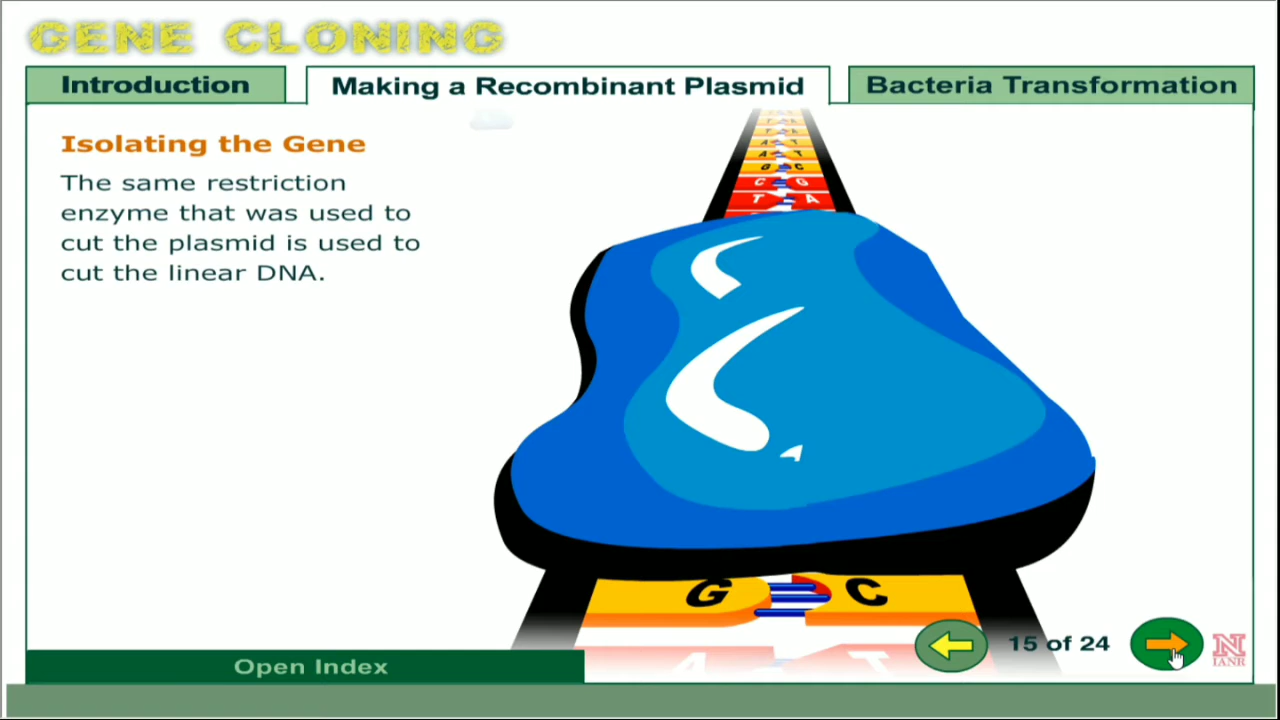 GENE CLONING
Introduction
Making a Recombinant Plasmid
Bacteria Transformation
Isolating the Gene
The same restriction
enzyme that was used to
cut the plasmid is used to
cut the linear DNA.
T A
A T
A T
G C
C G
T A
G C
A T
15 of 24
N
IANR
Open Index